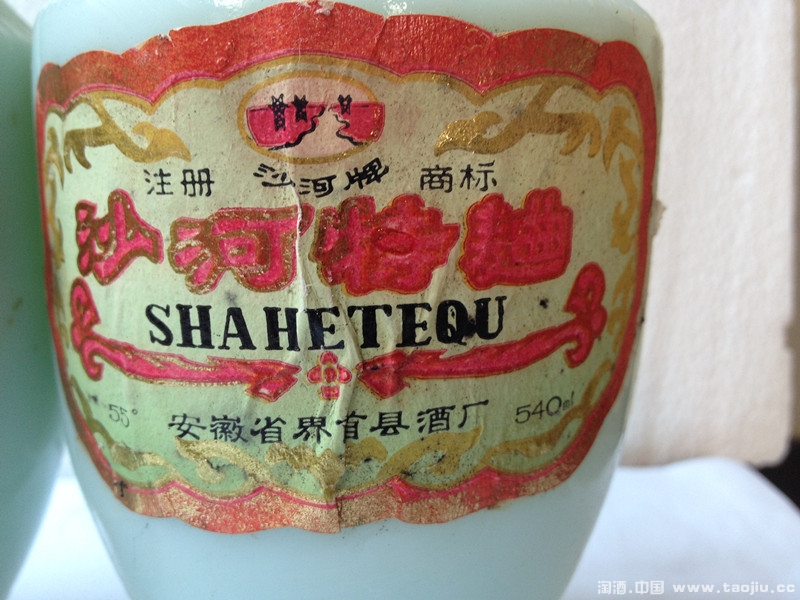 注册 沙河牌 商标
沙河特麯
SHAHETEQU
55° 540ml
安徽省界首县酒厂
淘酒.中国 www.taojiu.cc